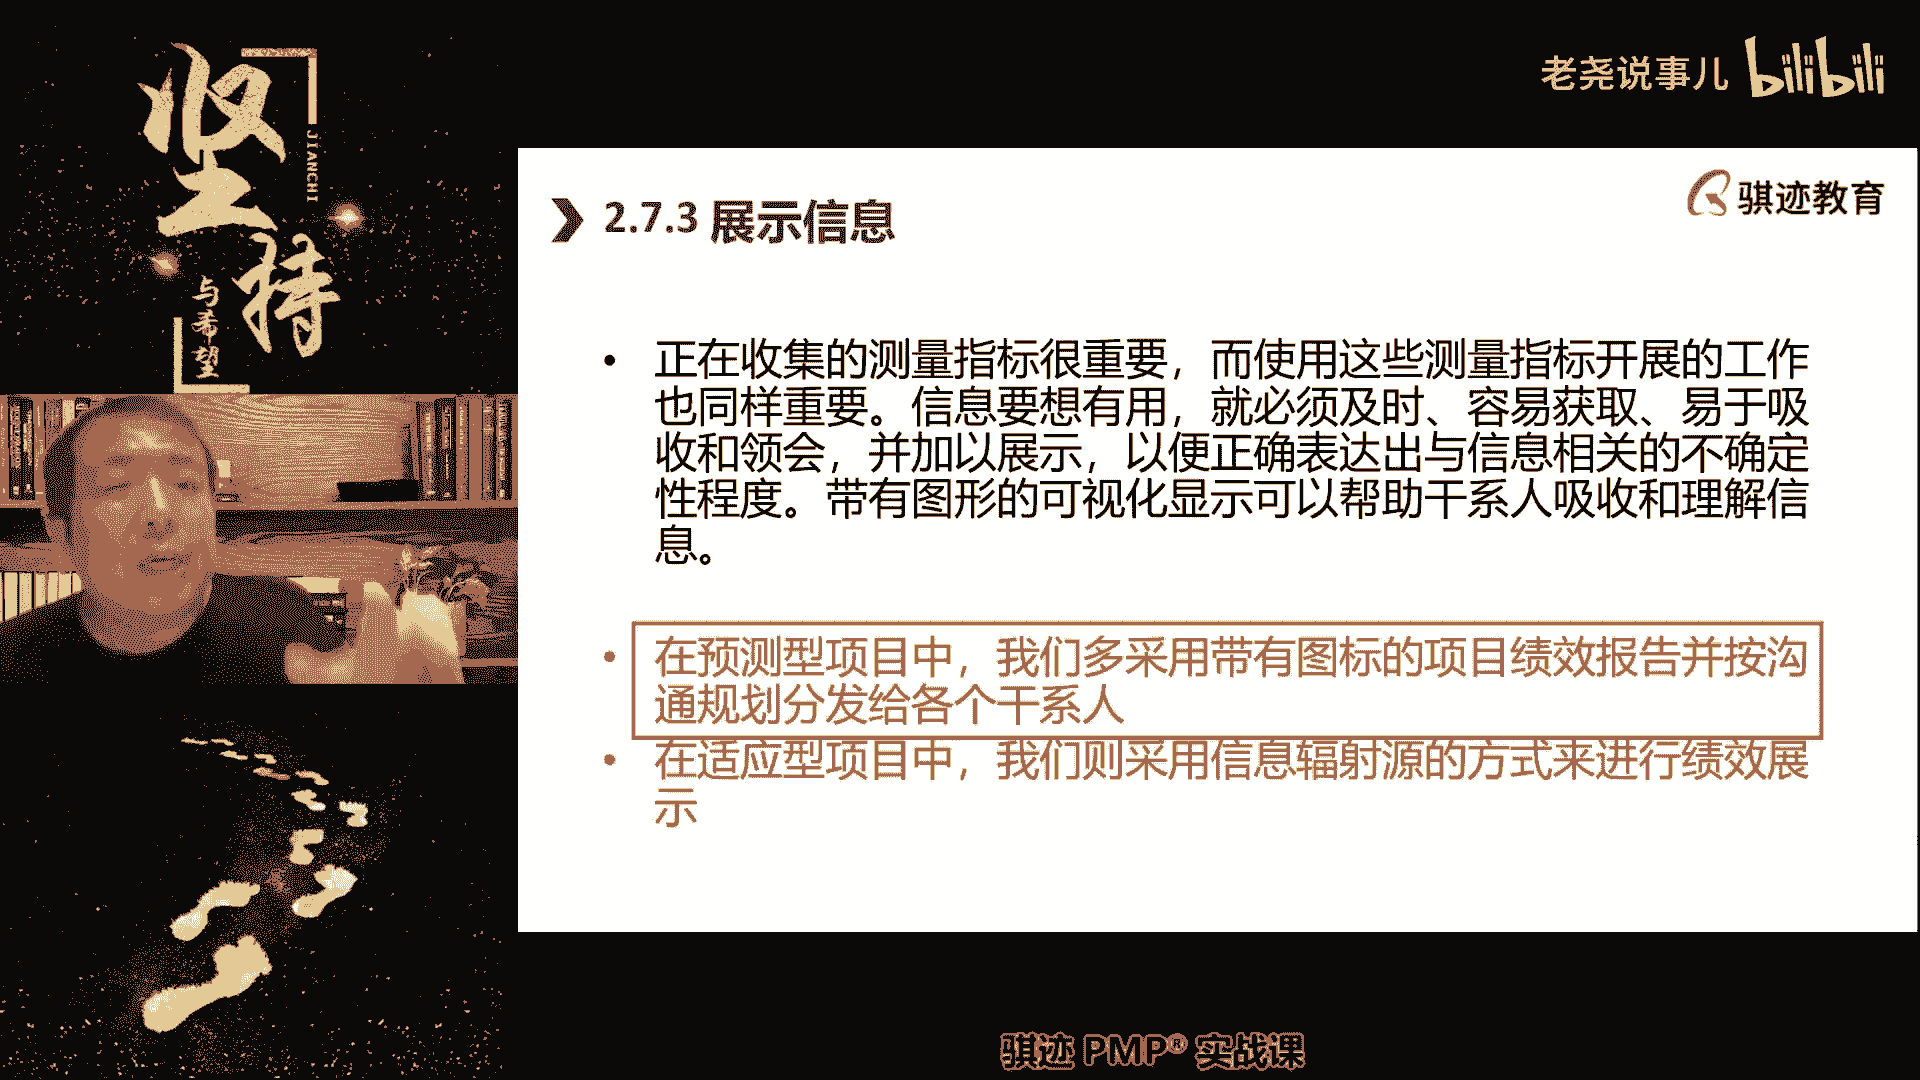 坚持
JIANCHI
与希望
老尧说事儿 bilibili
骐迹教育
2.7.3 展示信息
• 正在收集的测量指标很重要，而使用这些测量指标开展的工作
也同样重要。信息要想有用，就必须及时、容易获取、易于吸
收和领会，并加以展示，以便正确表达出与信息相关的不确定
性程度。带有图形的可视化显示可以帮助干系人吸收和理解信
息。
• 在预测型项目中，我们多采用带有图标的项目绩效报告并按沟
通规划分发给各个干系人
• 在适应型项目中，我们则采用信息辐射源的方式来进行绩效展
示
骐迹 PMP® 实战课